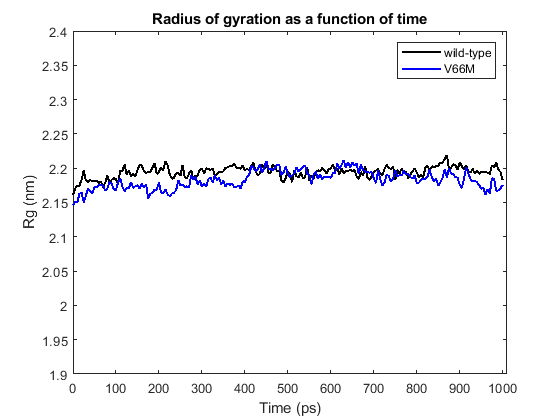 Radius of gyration as a function of time
wild-type
V66M
2.4
2.35
2.3
2.25
2.2
2.15
2.1
2.05
2
1.95
1.9
Rg (nm)
0 100 200 300 400 500 600 700 800 900 1000
Time (ps)